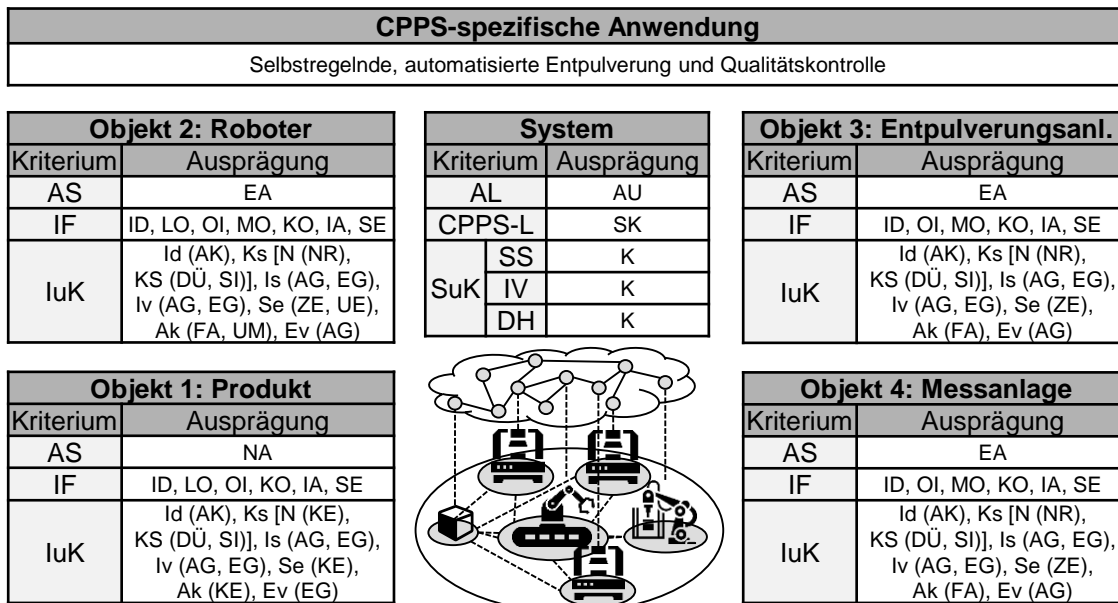 CPPS-spezifische Anwendung
Selbstregelnde, automatisierte Entpulverung und Qualitätskontrolle
Objekt 2: Roboter
Kriterium Ausprägung
AS EA
IF ID, LO, OI, MO, KO, IA, SE
IuK
Id (AK), Ks [N (NR),
KS (DÜ, SI)], Is (AG, EG),
Iv (AG, EG), Se (ZE, UE),
Ak (FA, UM), Ev (AG)
System
Kriterium Ausprägung
AL AU
CPPS-L SK
SuK
SS K
IV K
DH K
Objekt 3: Entpulverungsanl.
Kriterium Ausprägung
AS EA
IF ID, LO, OI, MO, KO, IA, SE
IuK
Id (AK), Ks [N (NR),
KS (DÜ, SI)], Is (AG, EG),
Iv (AG, EG), Se (ZE),
Ak (FA), Ev (AG)
Objekt 1: Produkt
Kriterium Ausprägung
AS NA
IF ID, LO, OI, KO, IA, SE
IuK
Id (AK), Ks [N (KE),
KS (DÜ, SI)], Is (AG, EG),
Iv (AG, EG), Se (KE),
Ak (KE), Ev (EG)
Objekt 4: Messanlage
Kriterium Ausprägung
AS EA
IF ID, OI, MO, KO, IA, SE
IuK
Id (AK), Ks [N (NR),
KS (DÜ, SI)], Is (AG, EG),
Iv (AG, EG), Se (ZE),
Ak (FA), Ev (AG)